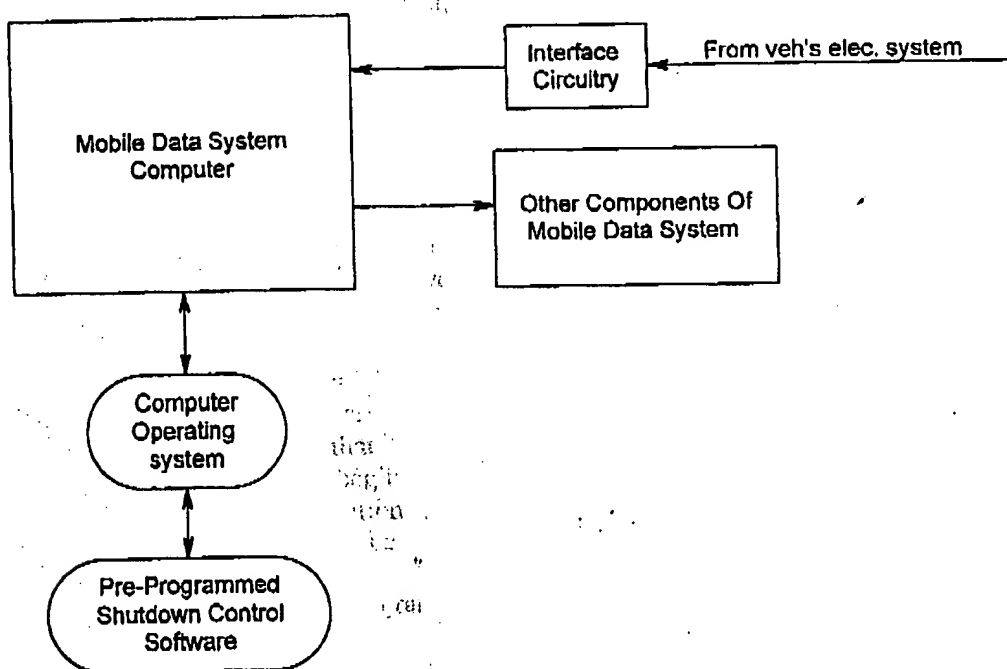 Interface
Circuitry
From veh's elec. system
Mobile Data System
Computer
Other Components Of
Mobile Data System
Computer
Operating
system
Pre-Programmed
Shutdown Control
Software